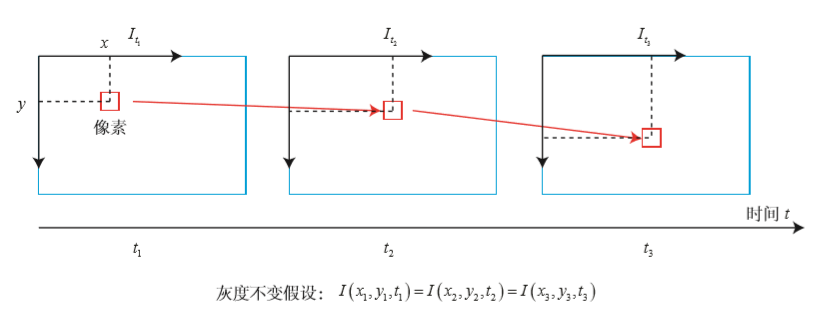 I_{t_1} I_{t_2} I_{t_3}
x
y
像素
时间 t
t_1 t_2 t_3
灰度不变假设： I(x_1,y_1,t_1)=I(x_2,y_2,t_2)=I(x_3,y_3,t_3)